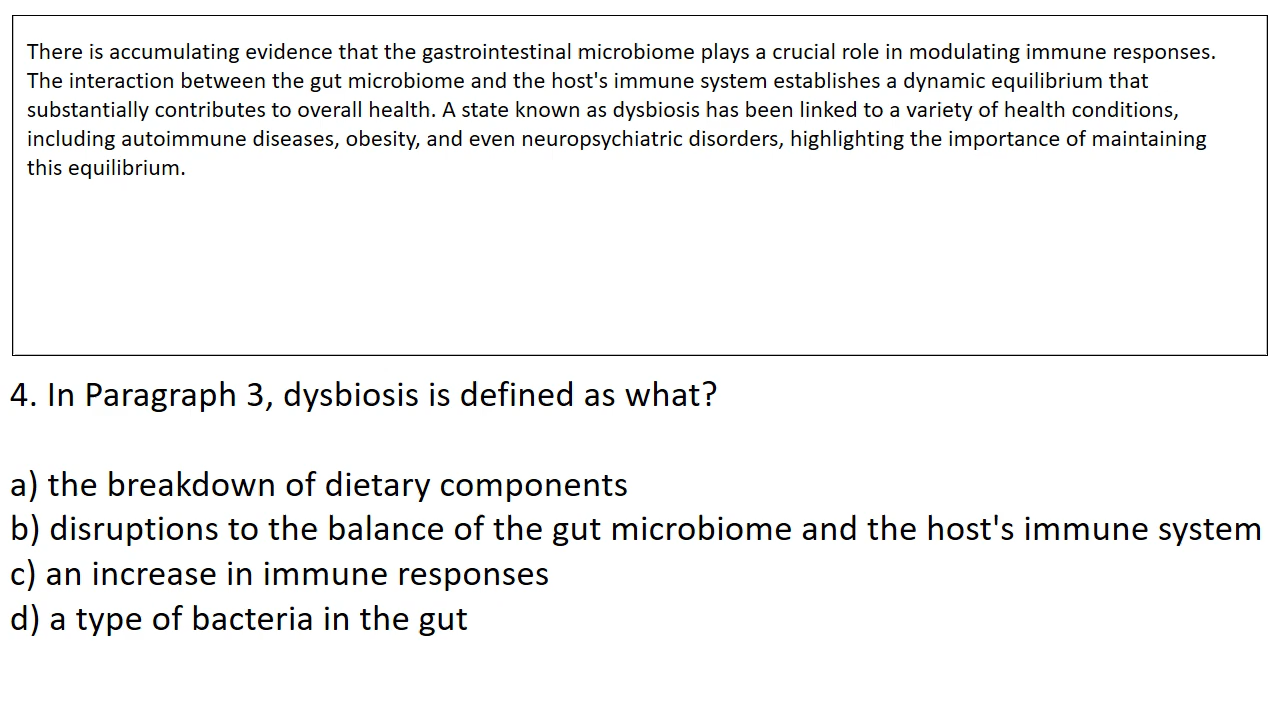 There is accumulating evidence that the gastrointestinal microbiome plays a crucial role in modulating immune responses.
The interaction between the gut microbiome and the host's immune system establishes a dynamic equilibrium that
substantially contributes to overall health. A state known as dysbiosis has been linked to a variety of health conditions,
including autoimmune diseases, obesity, and even neuropsychiatric disorders, highlighting the importance of maintaining
this equilibrium.
4. In Paragraph 3, dysbiosis is defined as what?
a) the breakdown of dietary components
b) disruptions to the balance of the gut microbiome and the host's immune system
c) an increase in immune responses
d) a type of bacteria in the gut